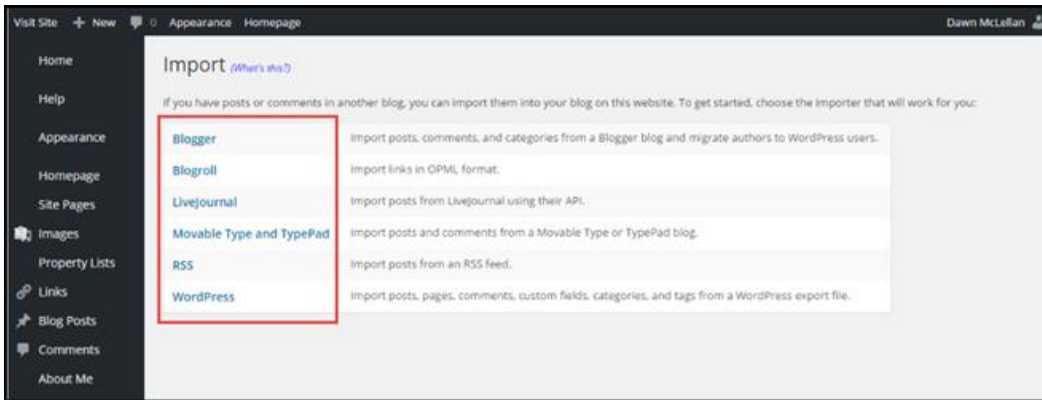 Visit Site + New 0 Appearance Homepage Dawn McLellan
Home
Help
Appearance
Homepage
Site Pages
Images
Property Lists
Links
Blog Posts
Comments
About Me
Import (What's this?)
If you have posts or comments in another blog, you can import them into your blog on this website. To get started, choose the importer that will work for you:
Blogger Import posts, comments, and categories from a Blogger blog and migrate authors to WordPress users.
Blogroll Import links in OPML format.
LiveJournal Import posts from LiveJournal using their API.
Movable Type and TypePad Import posts and comments from a Movable Type or TypePad blog.
RSS Import posts from an RSS feed.
WordPress Import posts, pages, comments, custom fields, categories, and tags from a WordPress export file.